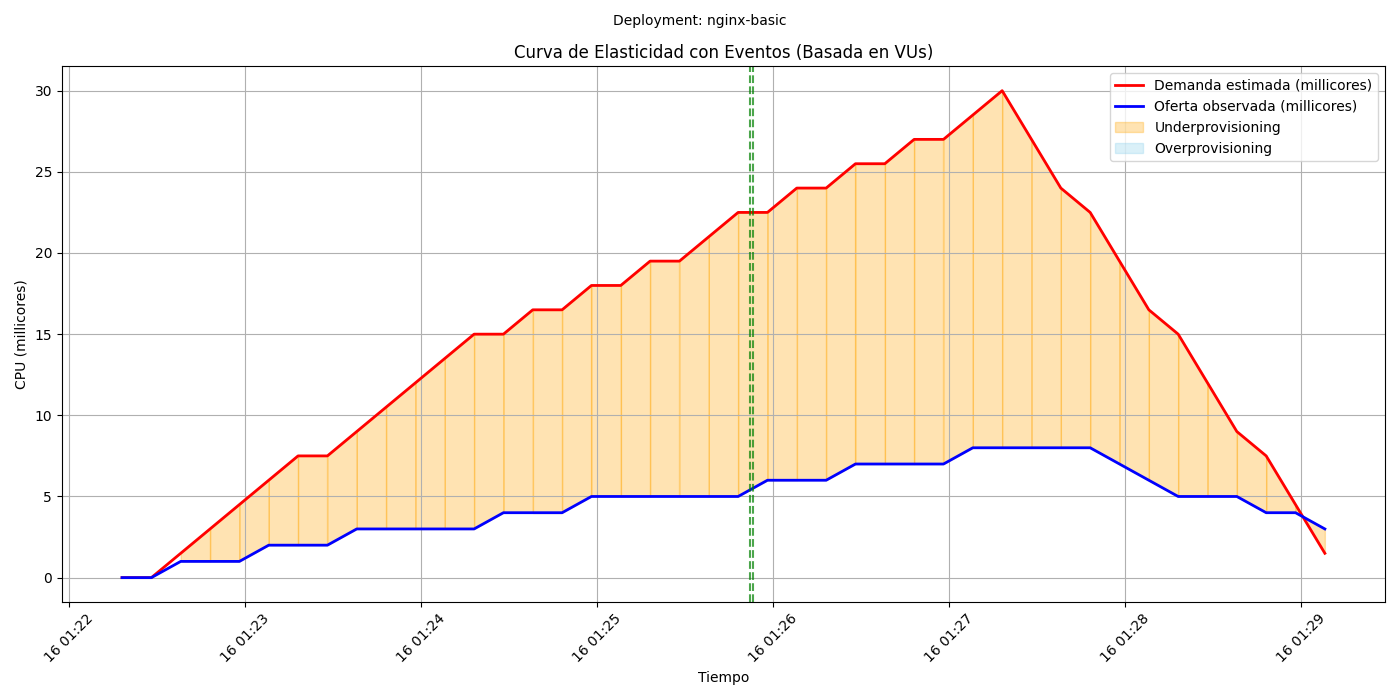 Deployment: nginx-basic
Curva de Elasticidad con Eventos (Basada en VUs)
Demanda estimada (millicores)
Oferta observada (millicores)
Underprovisioning
Overprovisioning
CPU (millicores)
30
25
20
15
10
5
0
16 01:22
16 01:23
16 01:24
16 01:25
16 01:26
16 01:27
16 01:28
16 01:29
Tiempo